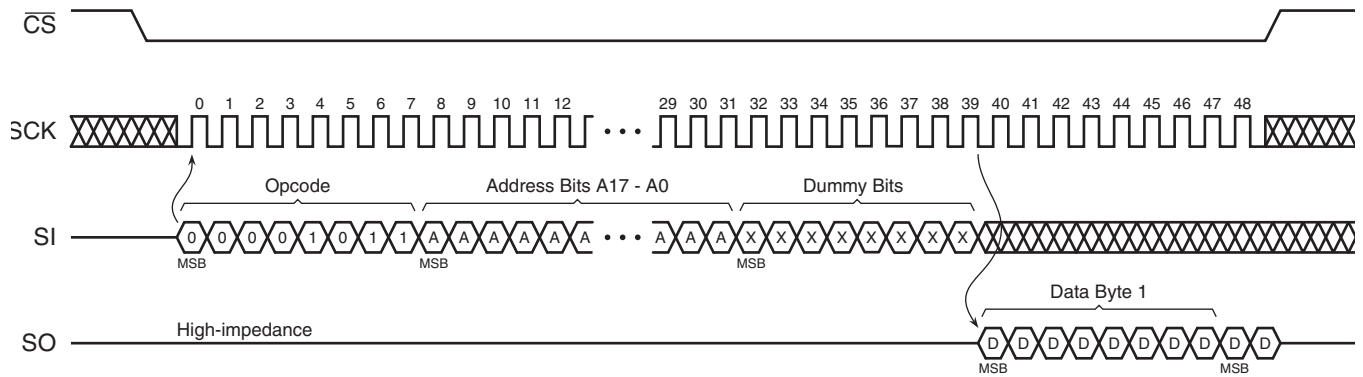 CS
0 1 2 3 4 5 6 7 8 9 10 11 12 29 30 31 32 33 34 35 36 37 38 39 40 41 42 43 44 45 46 47 48
SCK
Opcode Address Bits A17 - A0 Dummy Bits
SI 0 0 0 0 1 0 1 1 A A A A A A ••• A A A X X X X X X X X
MSB MSB MSB
Data Byte 1
High-impedance
SO D D D D D D D D D D
MSB MSB